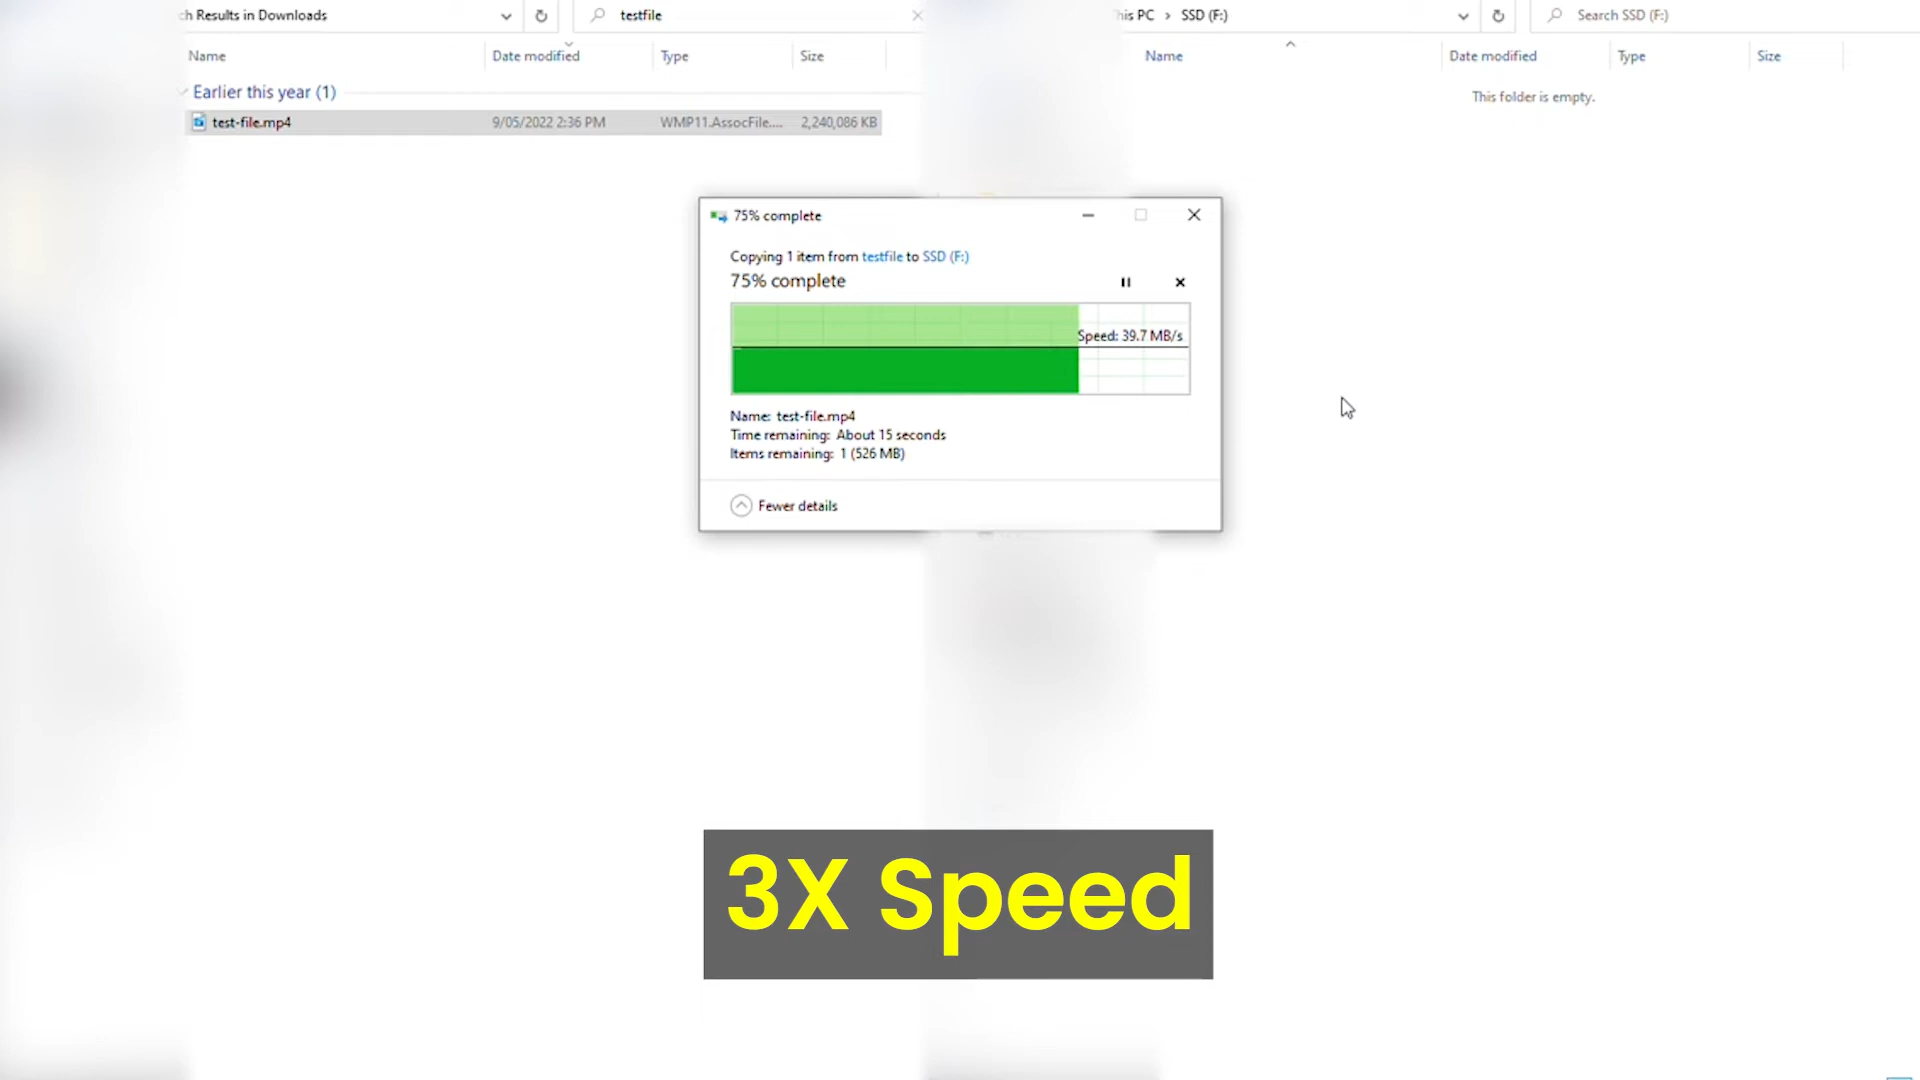 ch Results in Downloads
testfile
Name
Date modified
Type
Size
Earlier this year (1)
test-file.mp4
9/05/2022 2:36 PM
WMP11.AssocFile....
2,240,086 KB
his PC › SSD (F:)
Search SSD (F:)
Name
Date modified
Type
Size
This folder is empty.
75% complete
Copying 1 item from testfile to SSD (F:)
75% complete
Speed: 39.7 MB/s
Name: test-file.mp4
Time remaining: About 15 seconds
Items remaining: 1 (526 MB)
Fewer details
3X Speed